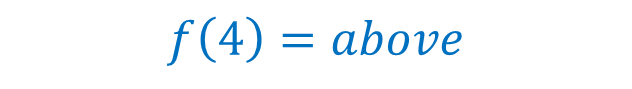 f(4) = above